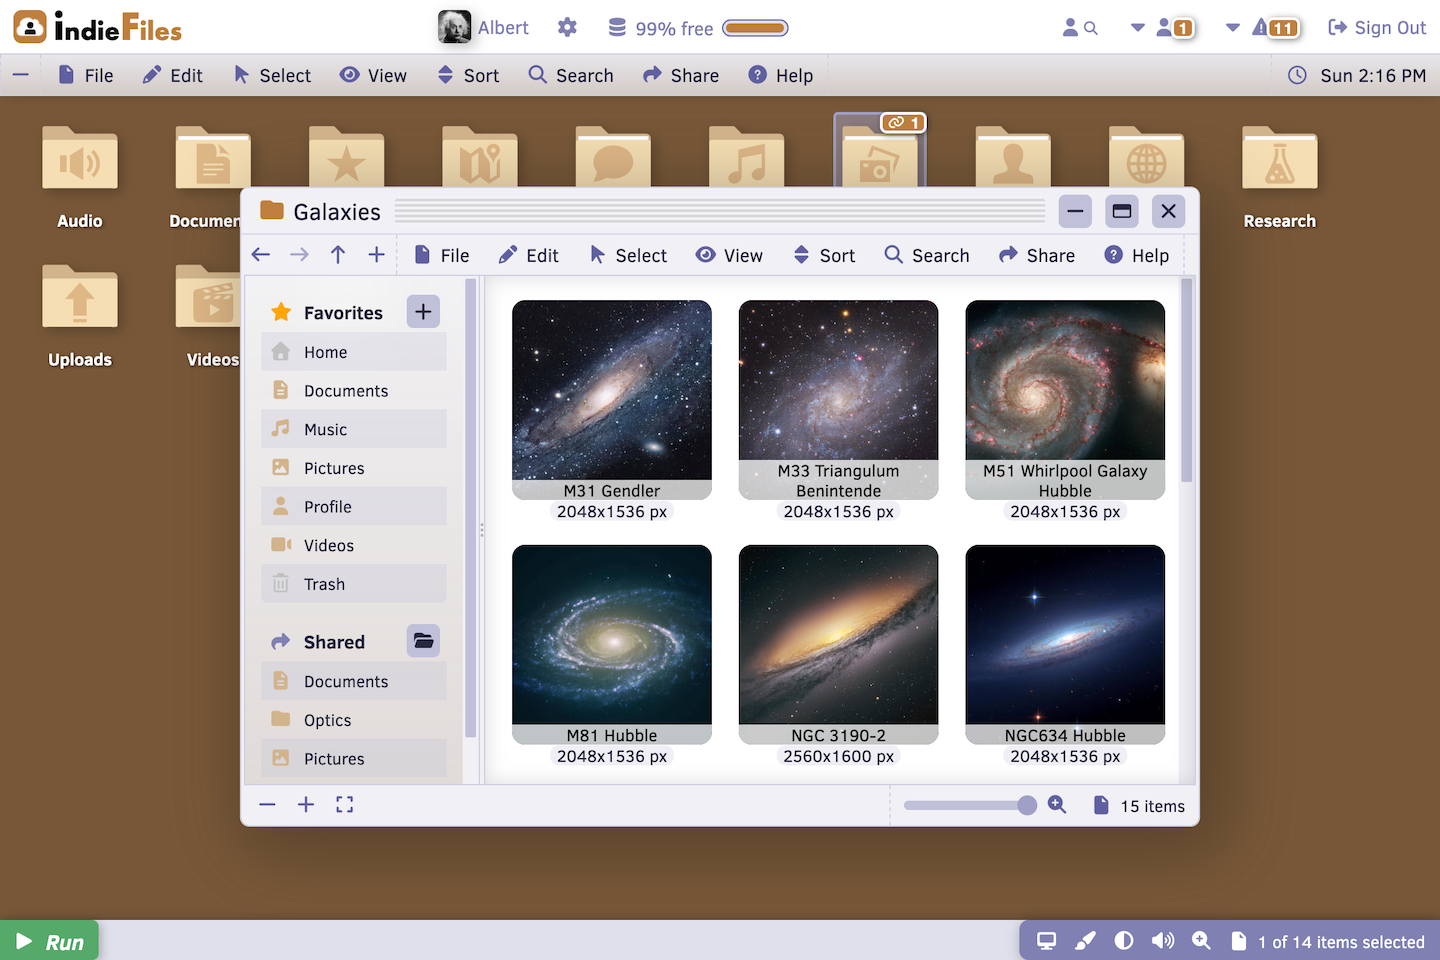 IndieFiles
Albert
99% free
1
11
Sign Out
File
Edit
Select
View
Sort
Search
Share
Help
Sun 2:16 PM
1
Audio
Research
Uploads
Videos
Galaxies
File
Edit
Select
View
Sort
Search
Share
Help
Favorites
Home
Documents
Music
Pictures
Profile
Videos
Trash
Shared
Documents
Optics
Pictures
M31 Gendler
2048x1536 px
M33 Triangulum
Benintende
2048x1536 px
M51 Whirlpool Galaxy
Hubble
2048x1536 px
M81 Hubble
2048x1536 px
NGC 3190-2
2560x1600 px
NGC634 Hubble
2048x1536 px
15 items
Run
1 of 14 items selected